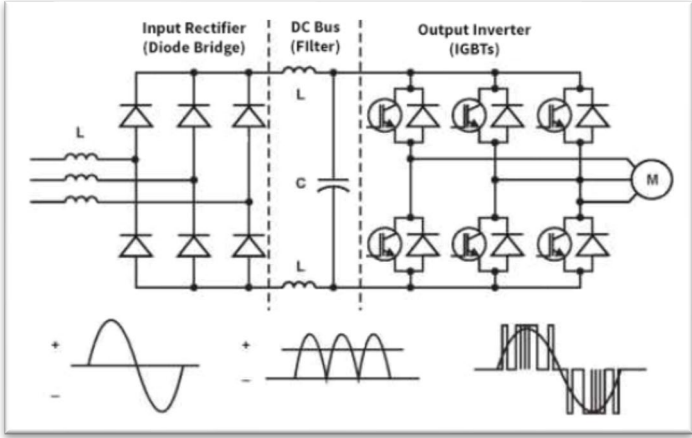 Input Rectifier
(Diode Bridge)
DC Bus
(FIlter)
Output Inverter
(IGBTs)
L
L
C
M
L
+
−
+
−